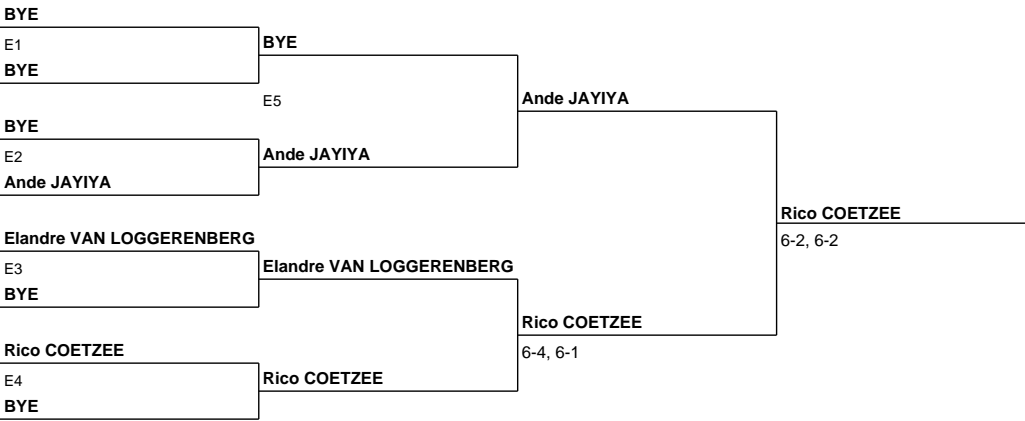 BYE
E1
BYE
BYE
E5
Ande JAYIYA
BYE
E2
Ande JAYIYA
Ande JAYIYA
Rico COETZEE
6-2, 6-2
Elandre VAN LOGGERENBERG
E3
Elandre VAN LOGGERENBERG
BYE
Rico COETZEE
6-4, 6-1
Rico COETZEE
E4
Rico COETZEE
BYE